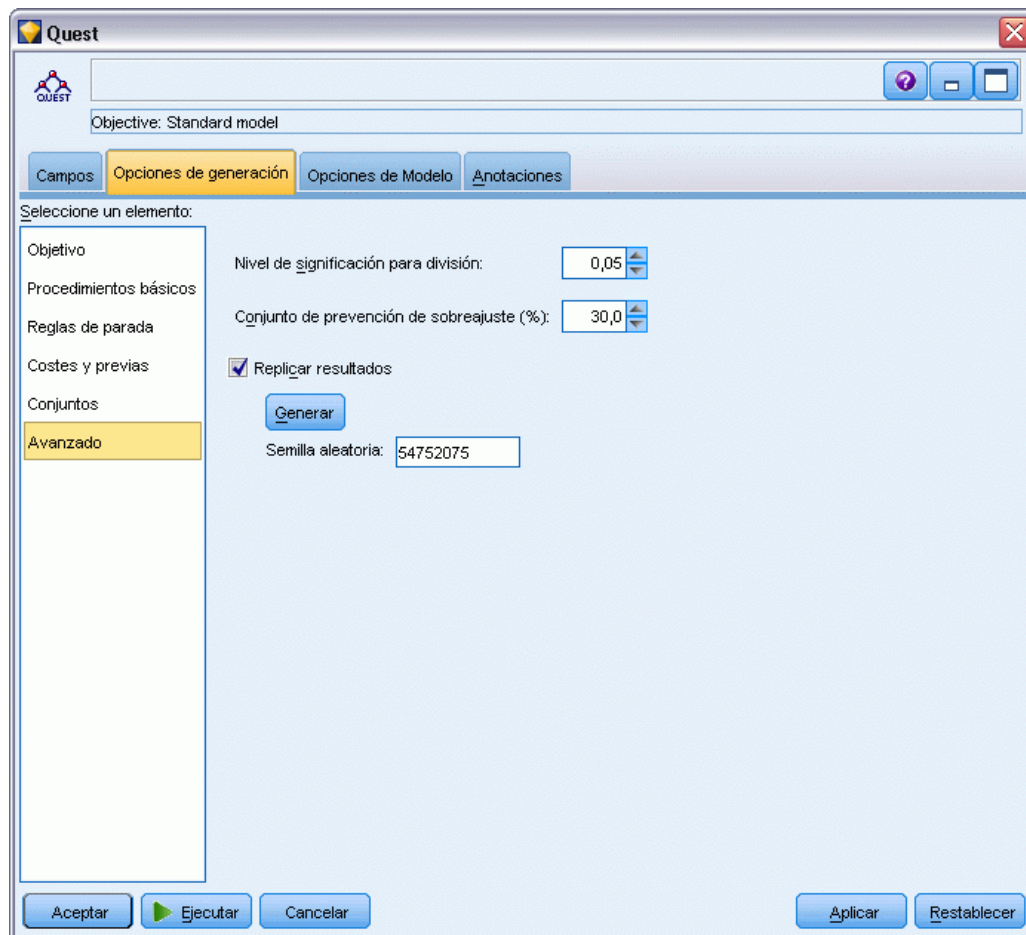 Quest
QUEST
Objective: Standard model
Campos
Opciones de generación
Opciones de Modelo
Anotaciones
Seleccione un elemento:
Objetivo
Procedimientos básicos
Reglas de parada
Costes y previas
Conjuntos
Avanzado
Nivel de significación para división: 0,05
Conjunto de prevención de sobreajuste (%): 30,0
Replicar resultados
Generar
Semilla aleatoria: 54752075
Aceptar
Ejecutar
Cancelar
Aplicar
Restablecer